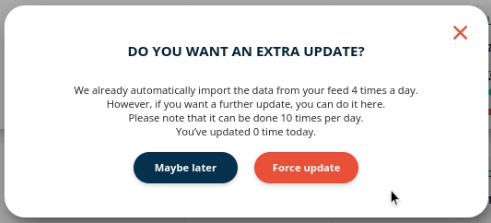 DO YOU WANT AN EXTRA UPDATE?
We already automatically import the data from your feed 4 times a day.
However, if you want a further update, you can do it here.
Please note that it can be done 10 times per day.
You've updated 0 time today.
Maybe later
Force update